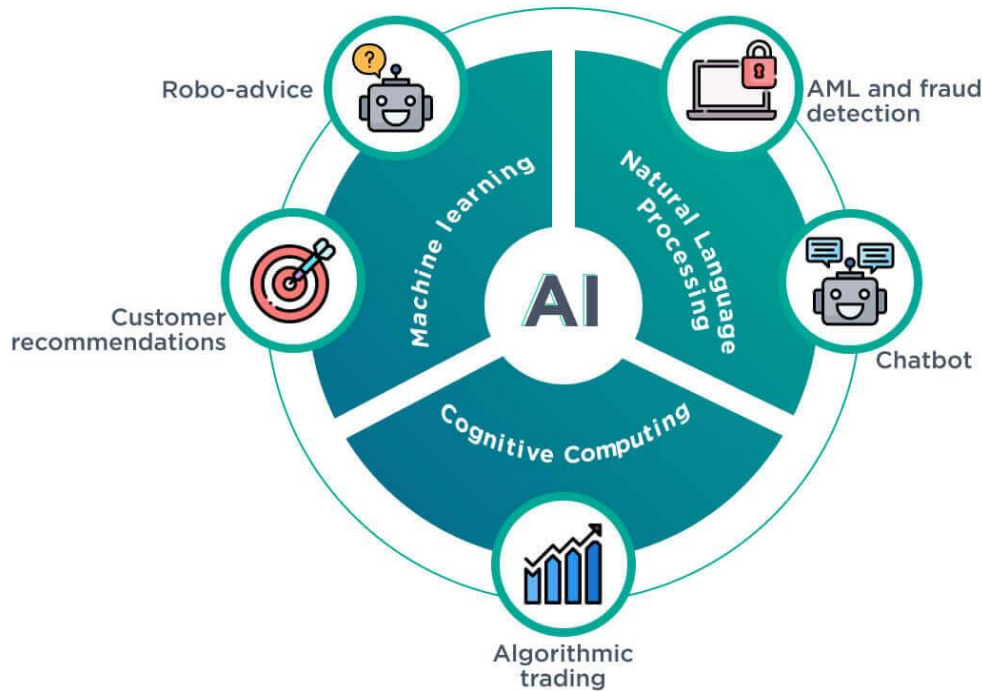 Robo-advice
?
AML and fraud
detection
Machine learning
Natural Language
Processing
AI
Customer
recommendations
Chatbot
Cognitive Computing
Algorithmic
trading